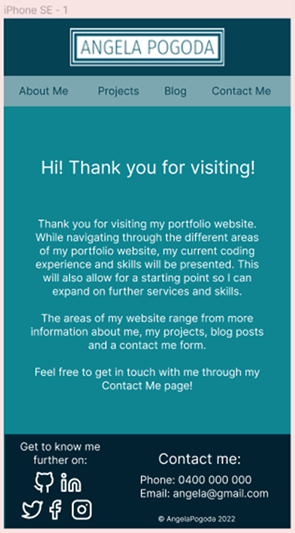 iPhone SE - 1
ANGELA POGODA
About Me Projects Blog Contact Me
Hi! Thank you for visiting!
Thank you for visiting my portfolio website.
While navigating through the different areas
of my portfolio website, my current coding
experience and skills will be presented. This
will also allow for a starting point so I can
expand on further services and skills.
The areas of my website range from more
information about me, my projects, blog posts
and a contact me form.
Feel free to get in touch with me through my
Contact Me page!
Get to know me
further on:
Contact me:
Phone: 0400 000 000
Email: angela@gmail.com
© AngelaPogoda 2022